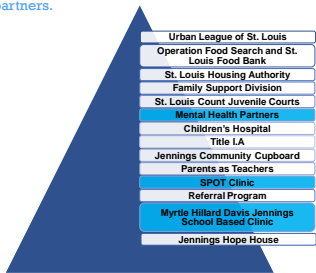 partners.
Urban League of St. Louis
Operation Food Search and St.
Louis Food Bank
St. Louis Housing Authority
Family Support Division
St. Louis Count Juvenile Courts
Mental Health Partners
Children's Hospital
Title I.A
Jennings Community Cupboard
Parents as Teachers
SPOT Clinic
Referral Program
Myrtle Hillard Davis Jennings
School Based Clinic
Jennings Hope House